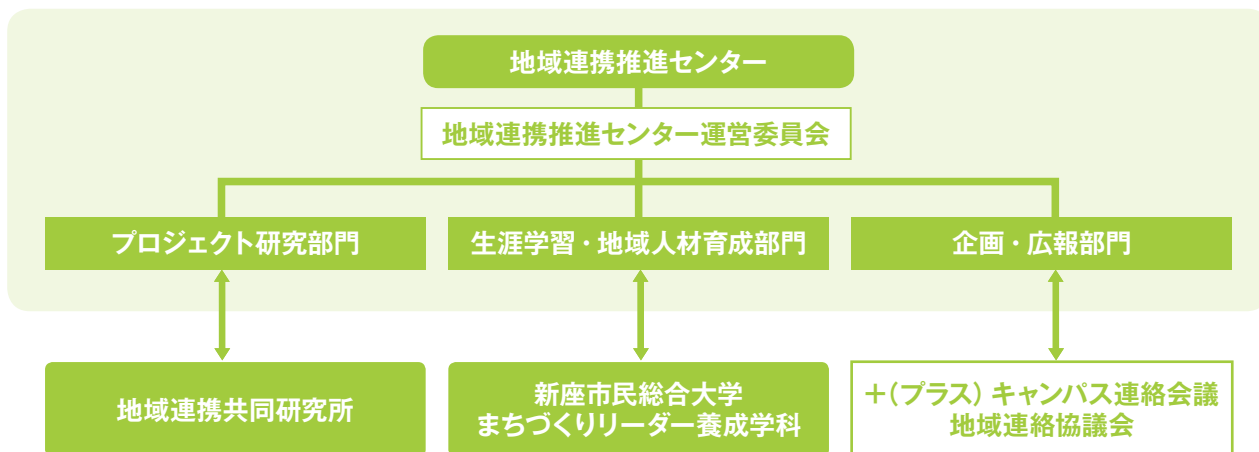 地域連携推進センター
地域連携推進センター運営委員会
プロジェクト研究部門
生涯学習・地域人材育成部門
企画・広報部門
地域連携共同研究所
新座市民総合大学
まちづくりリーダー養成学科
＋（プラス）キャンパス連絡会議
地域連絡協議会